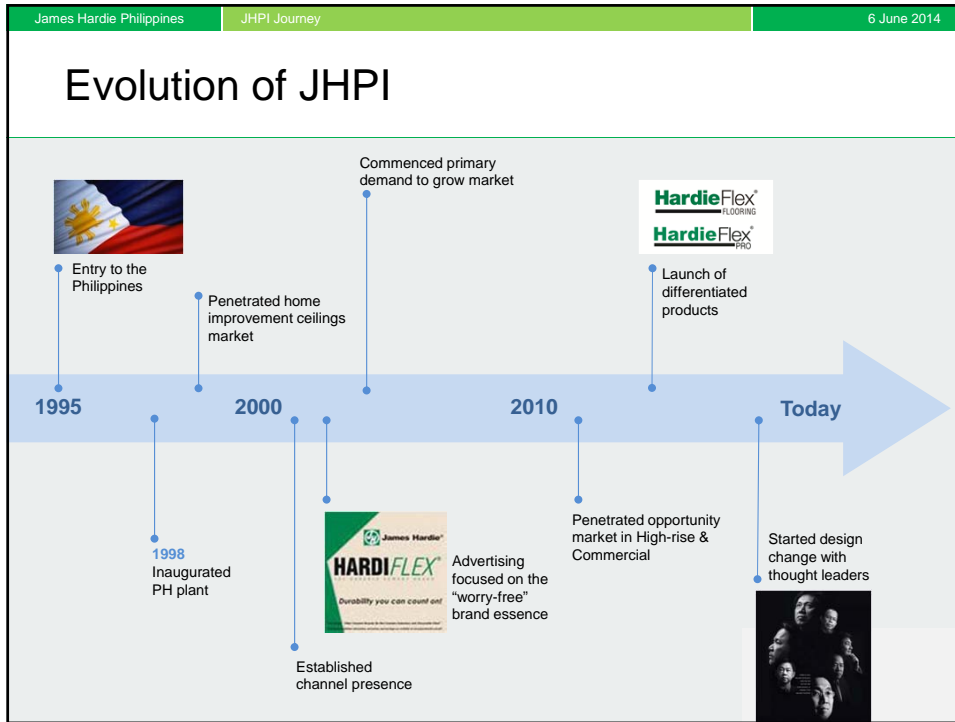 James Hardie Philippines
JHPI Journey
6 June 2014
Evolution of JHPI
Commenced primary
demand to grow market
HardieFlex®
FLOORING
HardieFlex®
PRO
Entry to the
Philippines
Launch of
differentiated
products
Penetrated home
improvement ceilings
market
1995
2000
2010
Today
1998
Inaugurated
PH plant
James Hardie®
HARDIFLEX®
Durability you can count on!
Advertising
focused on the
“worry-free”
brand essence
Penetrated opportunity
market in High-rise &
Commercial
Started design
change with
thought leaders
Established
channel presence